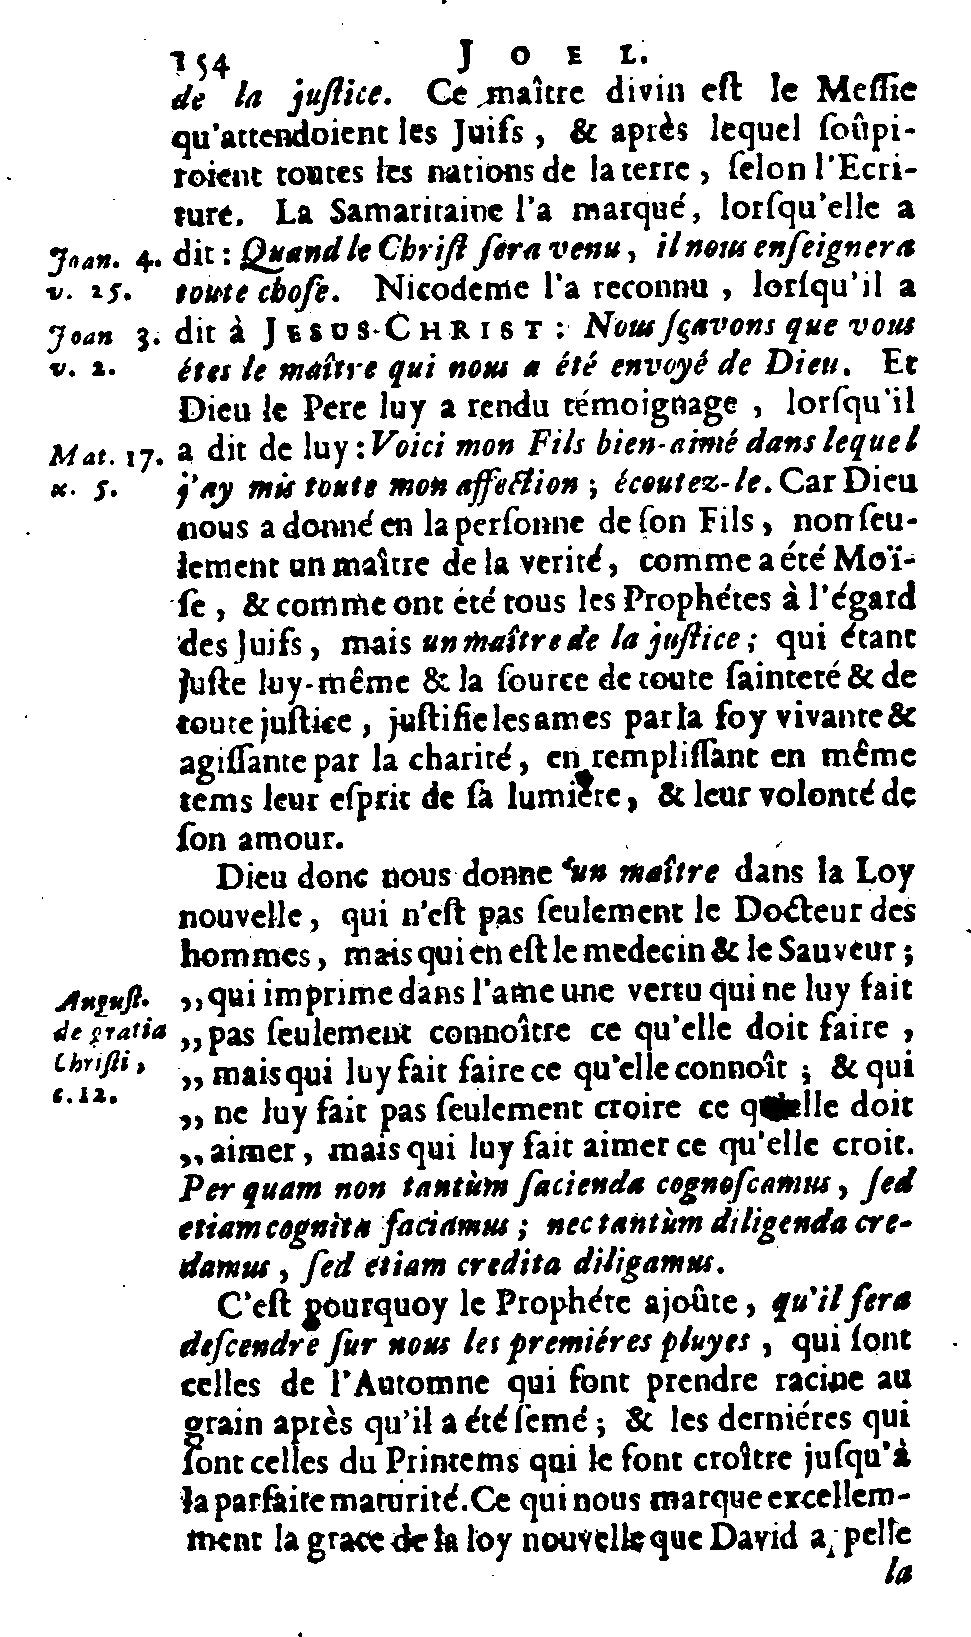 154 JOEL.
de la juſtice. Ce maître divin eſt le Meſſie
qu'attendoient les Juifs, & après lequel ſoûpi-
roient toutes les nations de la terre, ſelon l'Ecri-
ture. La Samaritaine l'a marqué, lorſqu'elle a
Joan. 4. dit : Quand le Chriſt ſera venu, il nous enſeignera
v. 25. toute choſe. Nicodeme l'a reconnu, lorſqu'il a
Joan 3. dit à JESUS-CHRIST : Nous ſçavons que vous
v. 2. êtes le maître qui nous a été envoyé de Dieu. Et
Dieu le Pere luy a rendu témoignage, lorſqu'il
Mat. 17. a dit de luy : Voici mon Fils bien-aimé dans lequel
v. 5. j'ay mis toute mon affection ; écoutez-le. Car Dieu
nous a donné en la perſonne de ſon Fils, non ſeu-
lement un maître de la verité, comme a été Moï-
ſe, & comme ont été tous les Prophétes à l'égard
des Juifs, mais un maître de la juſtice ; qui étant
Juſte luy-même & la ſource de toute ſainteté & de
toute juſtice, juſtifie les ames par la foy vivante &
agiſſante par la charité, en rempliſſant en même
tems leur eſprit de ſa lumiére, & leur volonté de
ſon amour.
Dieu donc nous donne un maître dans la Loy
nouvelle, qui n'eſt pas ſeulement le Docteur des
hommes, mais qui en eſt le medecin & le Sauveur ;
Auguſt. ,, qui imprime dans l'ame une vertu qui ne luy fait
de gratia ,, pas ſeulement connoître ce qu'elle doit faire,
Chriſti, ,, mais qui luy fait faire ce qu'elle connoît ; & qui
c. 12. ,, ne luy fait pas ſeulement croire ce qu'elle doit
,, aimer, mais qui luy fait aimer ce qu'elle croit.
Per quam non tantùm facienda cognoſcamus, ſed
etiam cognita faciamus ; nec tantùm diligenda cre-
damus, ſed etiam credita diligamus.
C'eſt pourquoy le Prophéte ajoûte, qu'il ſera
deſcendre ſur nous les premiéres pluyes, qui ſont
celles de l'Automne qui font prendre racine au
grain après qu'il a été ſemé ; & les derniéres qui
ſont celles du Printems qui le font croître juſqu'à
la parfaite maturité. Ce qui nous marque excellem-
ment la grace de la loy nouvelle que David apelle
la